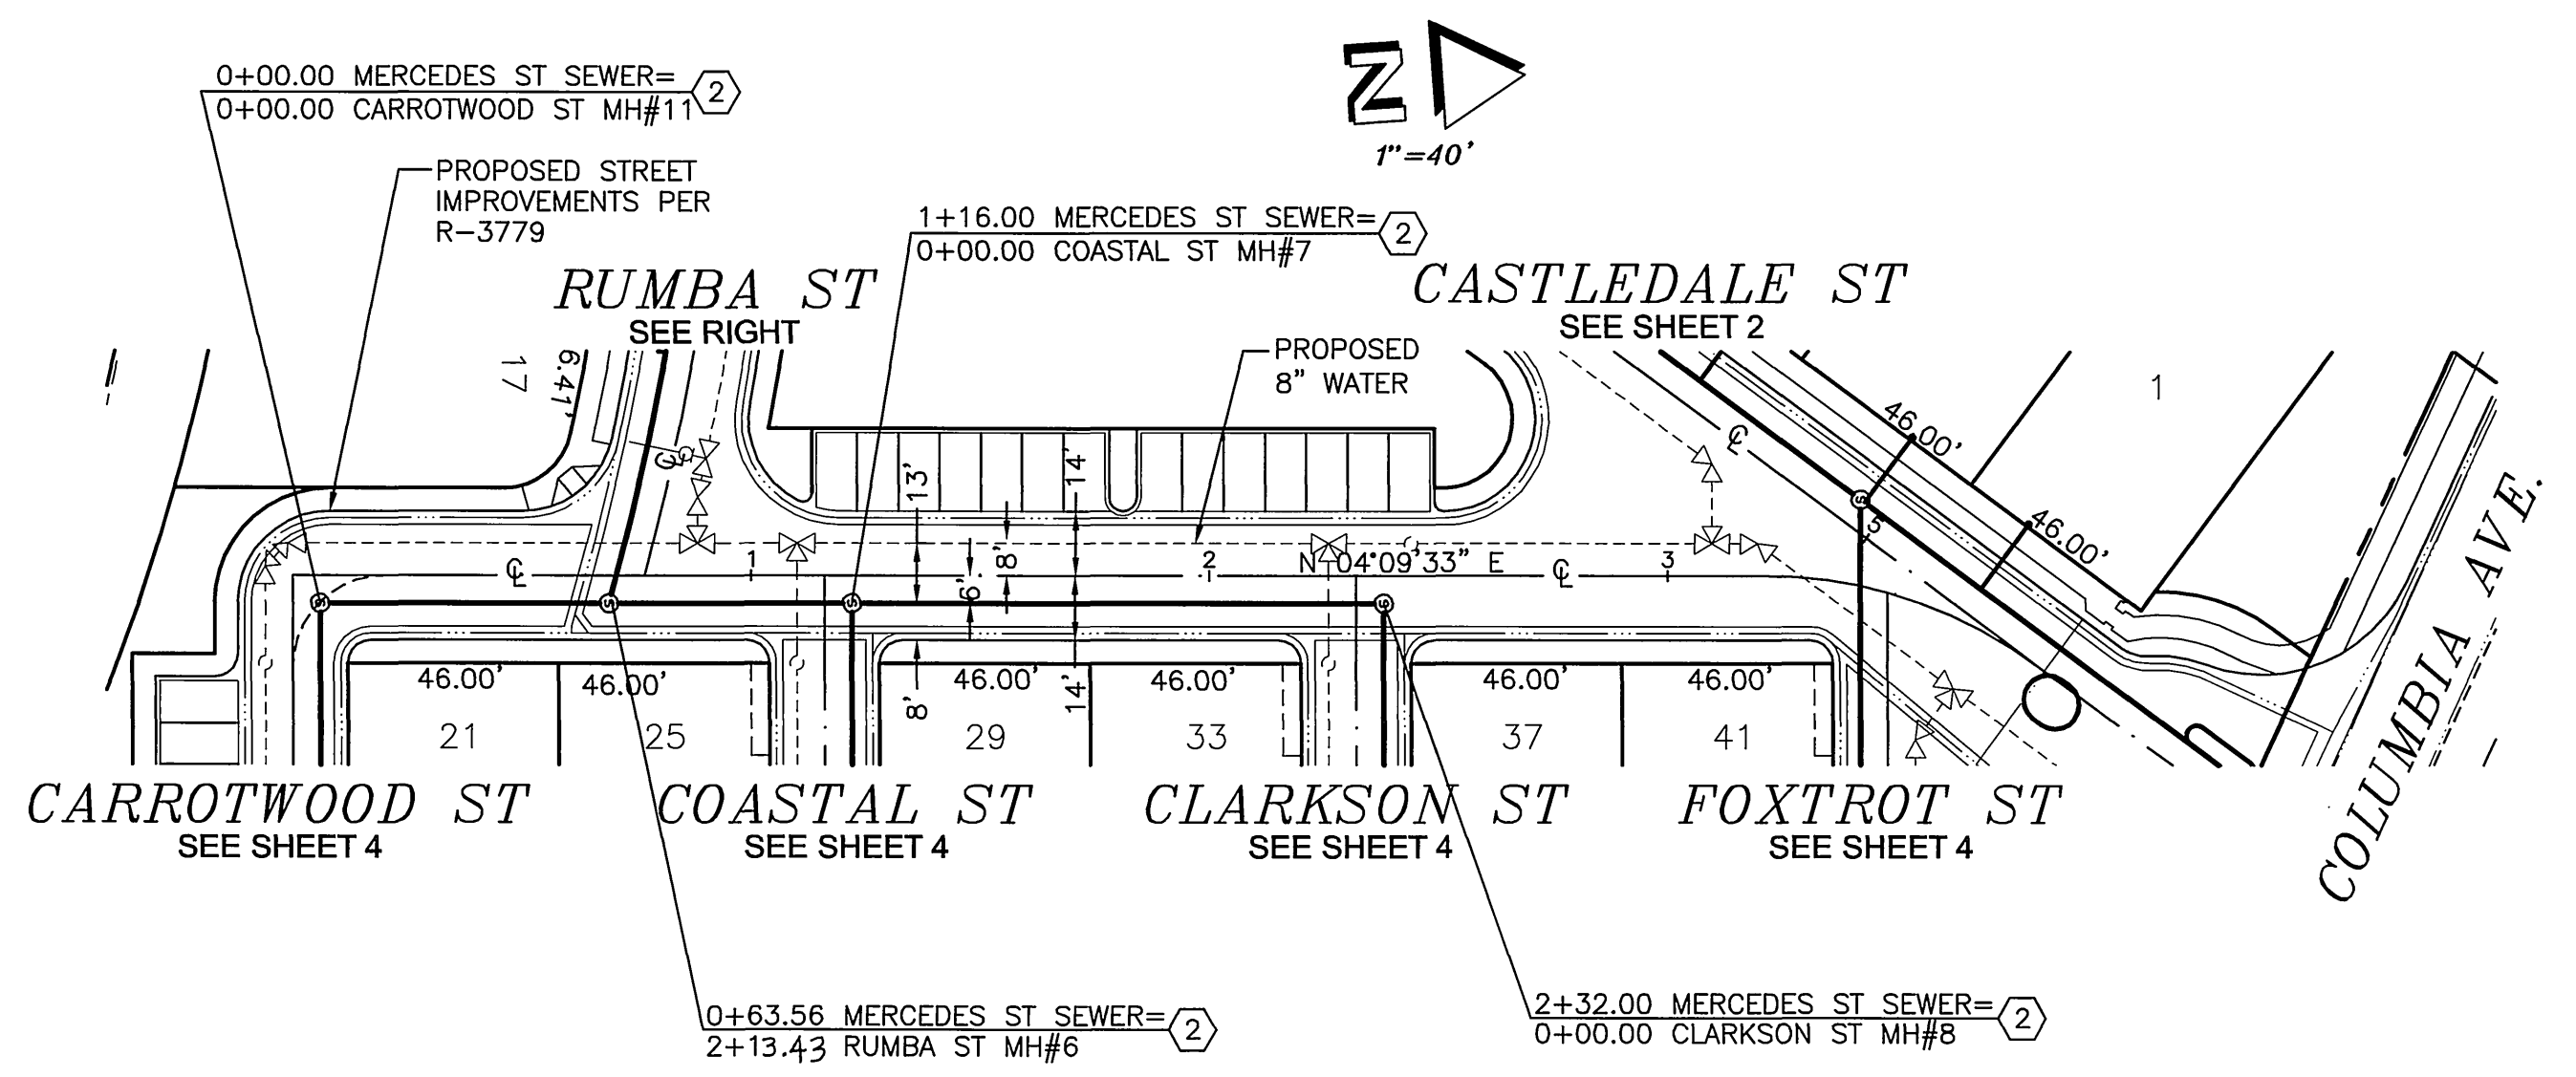 0+00.00 MERCEDES ST SEWER=
2
0+00.00 CARROTWOOD ST MH#11
N
1"=40'
PROPOSED STREET
IMPROVEMENTS PER
R-3779
1+16.00 MERCEDES ST SEWER=
2
0+00.00 COASTAL ST MH#7
RUMBA ST
SEE RIGHT
CASTLEDALE ST
SEE SHEET 2
PROPOSED
8" WATER
17
6.41'
1
46.00'
46.00'
13'
14'
8'
6'
8'
14'
1
2
N 04°09'33" E
3
5
46.00'
46.00'
46.00'
46.00'
46.00'
46.00'
21
25
29
33
37
41
CARROTWOOD ST
SEE SHEET 4
COASTAL ST
SEE SHEET 4
CLARKSON ST
SEE SHEET 4
FOXTROT ST
SEE SHEET 4
COLUMBIA AVE.
0+63.56 MERCEDES ST SEWER=
2
2+13.43 RUMBA ST MH#6
2+32.00 MERCEDES ST SEWER=
2
0+00.00 CLARKSON ST MH#8